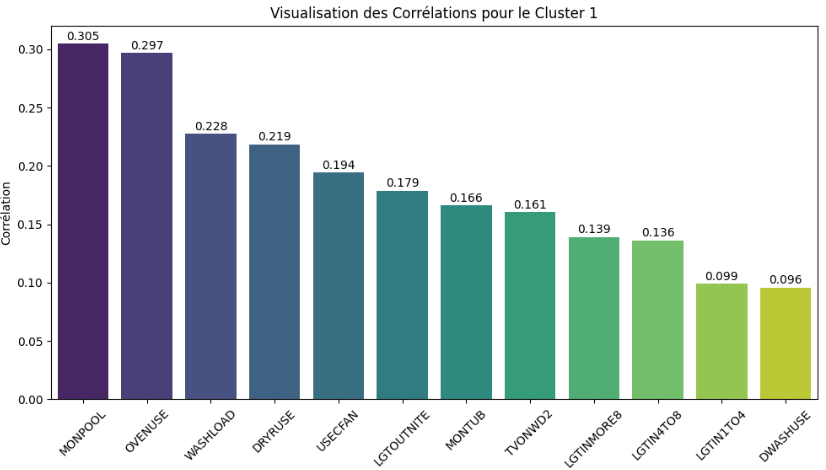 Visualisation des Corrélations pour le Cluster 1
Corrélation
0.30
0.25
0.20
0.15
0.10
0.05
0.00
0.305
0.297
0.228
0.219
0.194
0.179
0.166
0.161
0.139
0.136
0.099
0.096
MONPOOL
OVENUSE
WASHLOAD
DRYRUSE
USECFAN
LGTOUTNITE
MONTUB
TVONWD2
LGTINMORE8
LGTIN4TO8
LGTIN1TO4
DWASHUSE